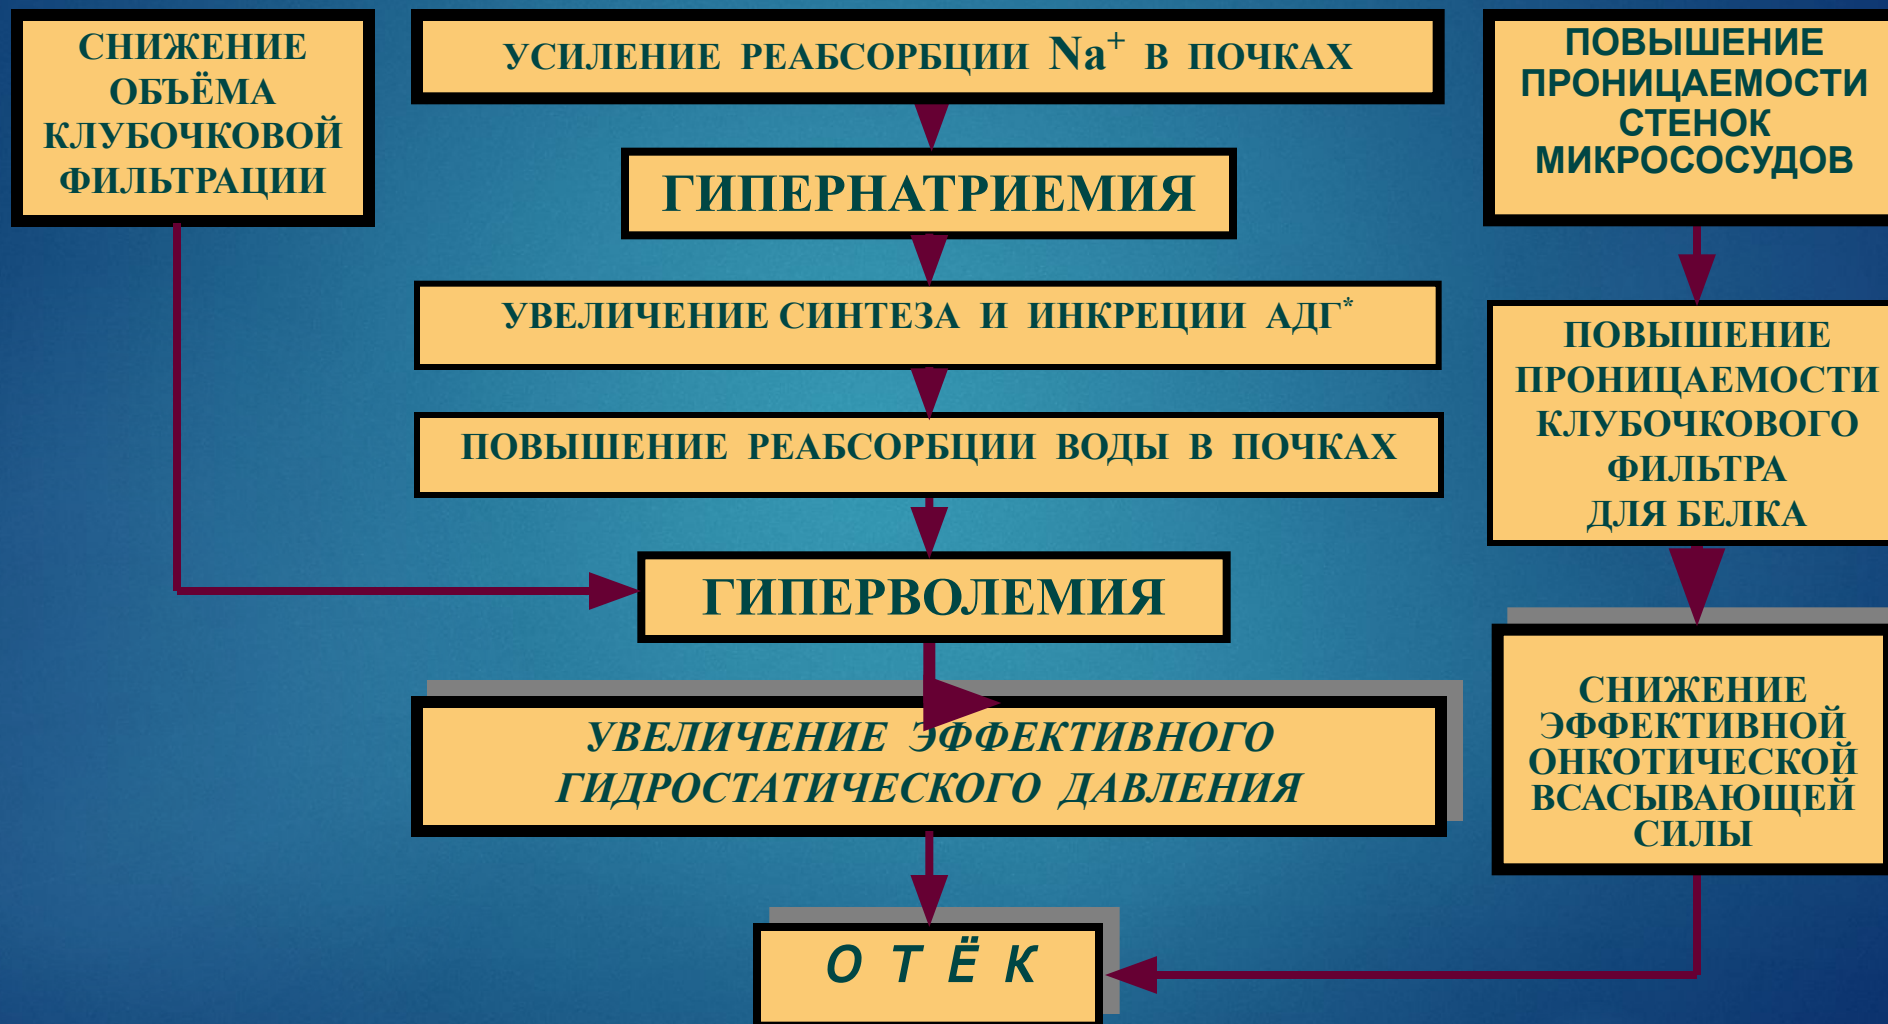 СНИЖЕНИЕ
ОБЪЁМА
КЛУБОЧКОВОЙ
ФИЛЬТРАЦИИ
УСИЛЕНИЕ РЕАБСОРБЦИИ Na⁺ В ПОЧКАХ
ГИПЕРНАТРИЕМИЯ
УВЕЛИЧЕНИЕ СИНТЕЗА И ИНКРЕЦИИ АДГ*
ПОВЫШЕНИЕ РЕАБСОРБЦИИ ВОДЫ В ПОЧКАХ
ГИПЕРВОЛЕМИЯ
УВЕЛИЧЕНИЕ ЭФФЕКТИВНОГО
ГИДРОСТАТИЧЕСКОГО ДАВЛЕНИЯ
О Т Ё К
ПОВЫШЕНИЕ
ПРОНИЦАЕМОСТИ
СТЕНОК
МИКРОСОСУДОВ
ПОВЫШЕНИЕ
ПРОНИЦАЕМОСТИ
КЛУБОЧКОВОГО
ФИЛЬТРА
ДЛЯ БЕЛКА
СНИЖЕНИЕ
ЭФФЕКТИВНОЙ
ОНКОТИЧЕСКОЙ
ВСАСЫВАЮЩЕЙ
СИЛЫ